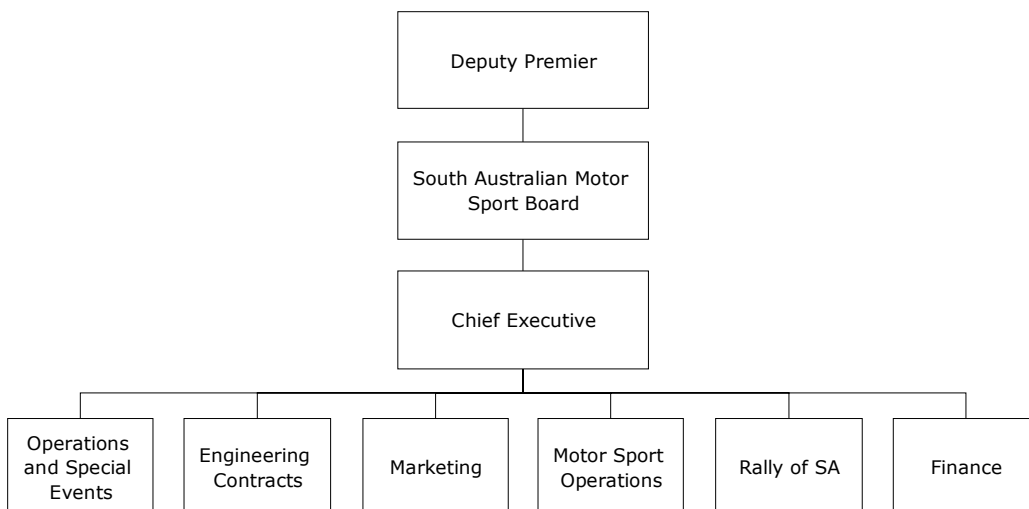 Deputy Premier
South Australian Motor
Sport Board
Chief Executive
Operations
and Special
Events
Engineering
Contracts
Marketing
Motor Sport
Operations
Rally of SA
Finance